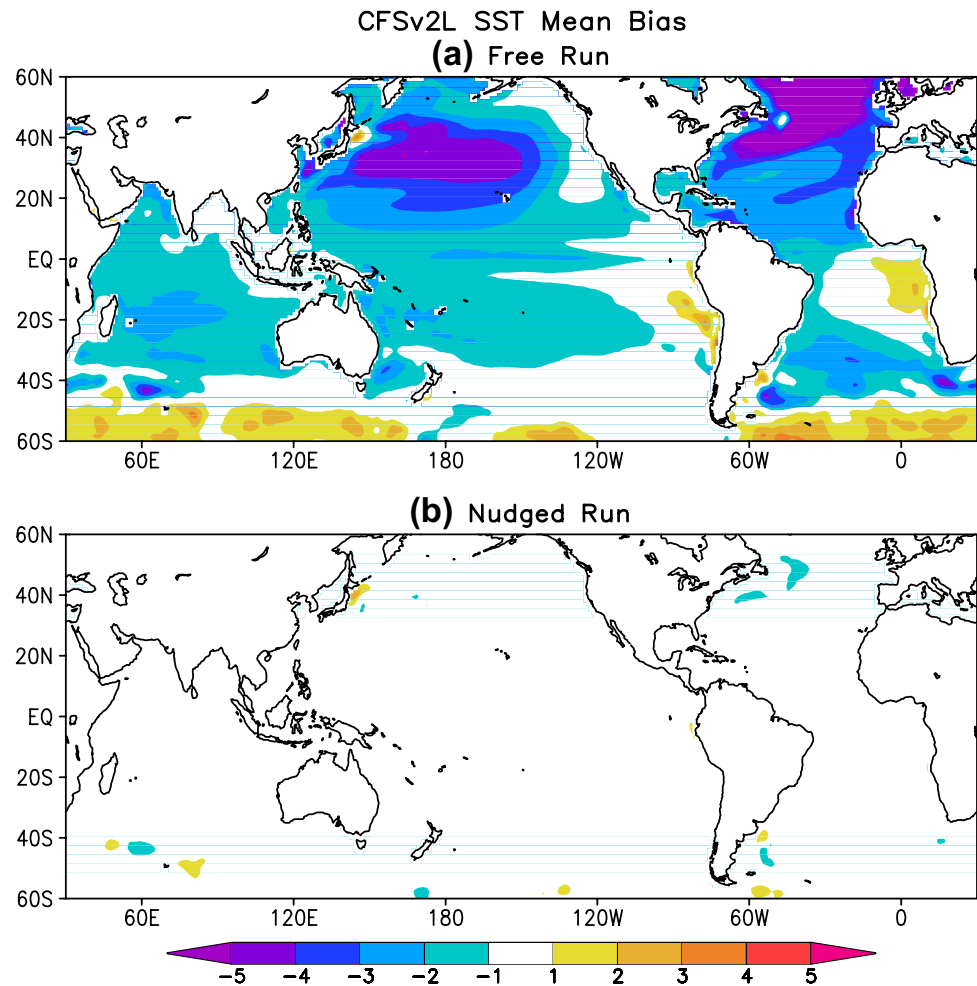 CFSv2L SST Mean Bias
(a) Free Run
60N
40N
20N
EQ
20S
40S
60S
60E 120E 180 120W 60W 0
(b) Nudged Run
60N
40N
20N
EQ
20S
40S
60S
60E 120E 180 120W 60W 0
−5 −4 −3 −2 −1 1 2 3 4 5